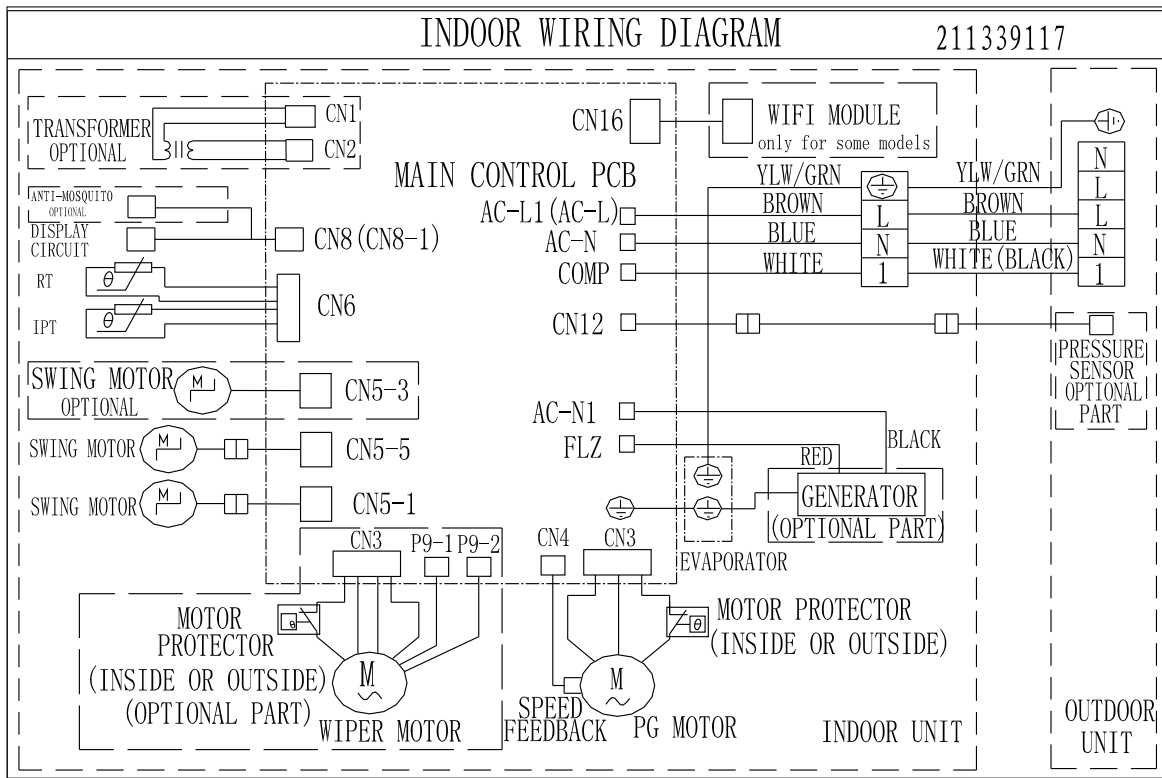 INDOOR WIRING DIAGRAM
211339117
TRANSFORMER
OPTIONAL
CN1
CN2
ANTI-MOSQUITO
OPTIONAL
DISPLAY
CIRCUIT
CN8(CN8-1)
RT
θ
IPT
θ
CN6
SWING MOTOR
OPTIONAL
M
CN5-3
SWING MOTOR
M
CN5-5
SWING MOTOR
M
CN5-1
MAIN CONTROL PCB
CN16
WIFI MODULE
only for some models
AC-L1(AC-L)
AC-N
COMP
CN12
AC-N1
FLZ
YLW/GRN
BROWN
BLUE
WHITE
L
N
1
YLW/GRN
BROWN
BLUE
WHITE(BLACK)
N
L
L
N
1
PRESSURE
SENSOR
OPTIONAL
PART
BLACK
RED
GENERATOR
(OPTIONAL PART)
EVAPORATOR
CN3
P9-1
P9-2
CN4
CN3
MOTOR
PROTECTOR
(INSIDE OR OUTSIDE)
(OPTIONAL PART)
θ
M
WIPER MOTOR
MOTOR PROTECTOR
(INSIDE OR OUTSIDE)
θ
M
SPEED
FEEDBACK
PG MOTOR
INDOOR UNIT
OUTDOOR
UNIT